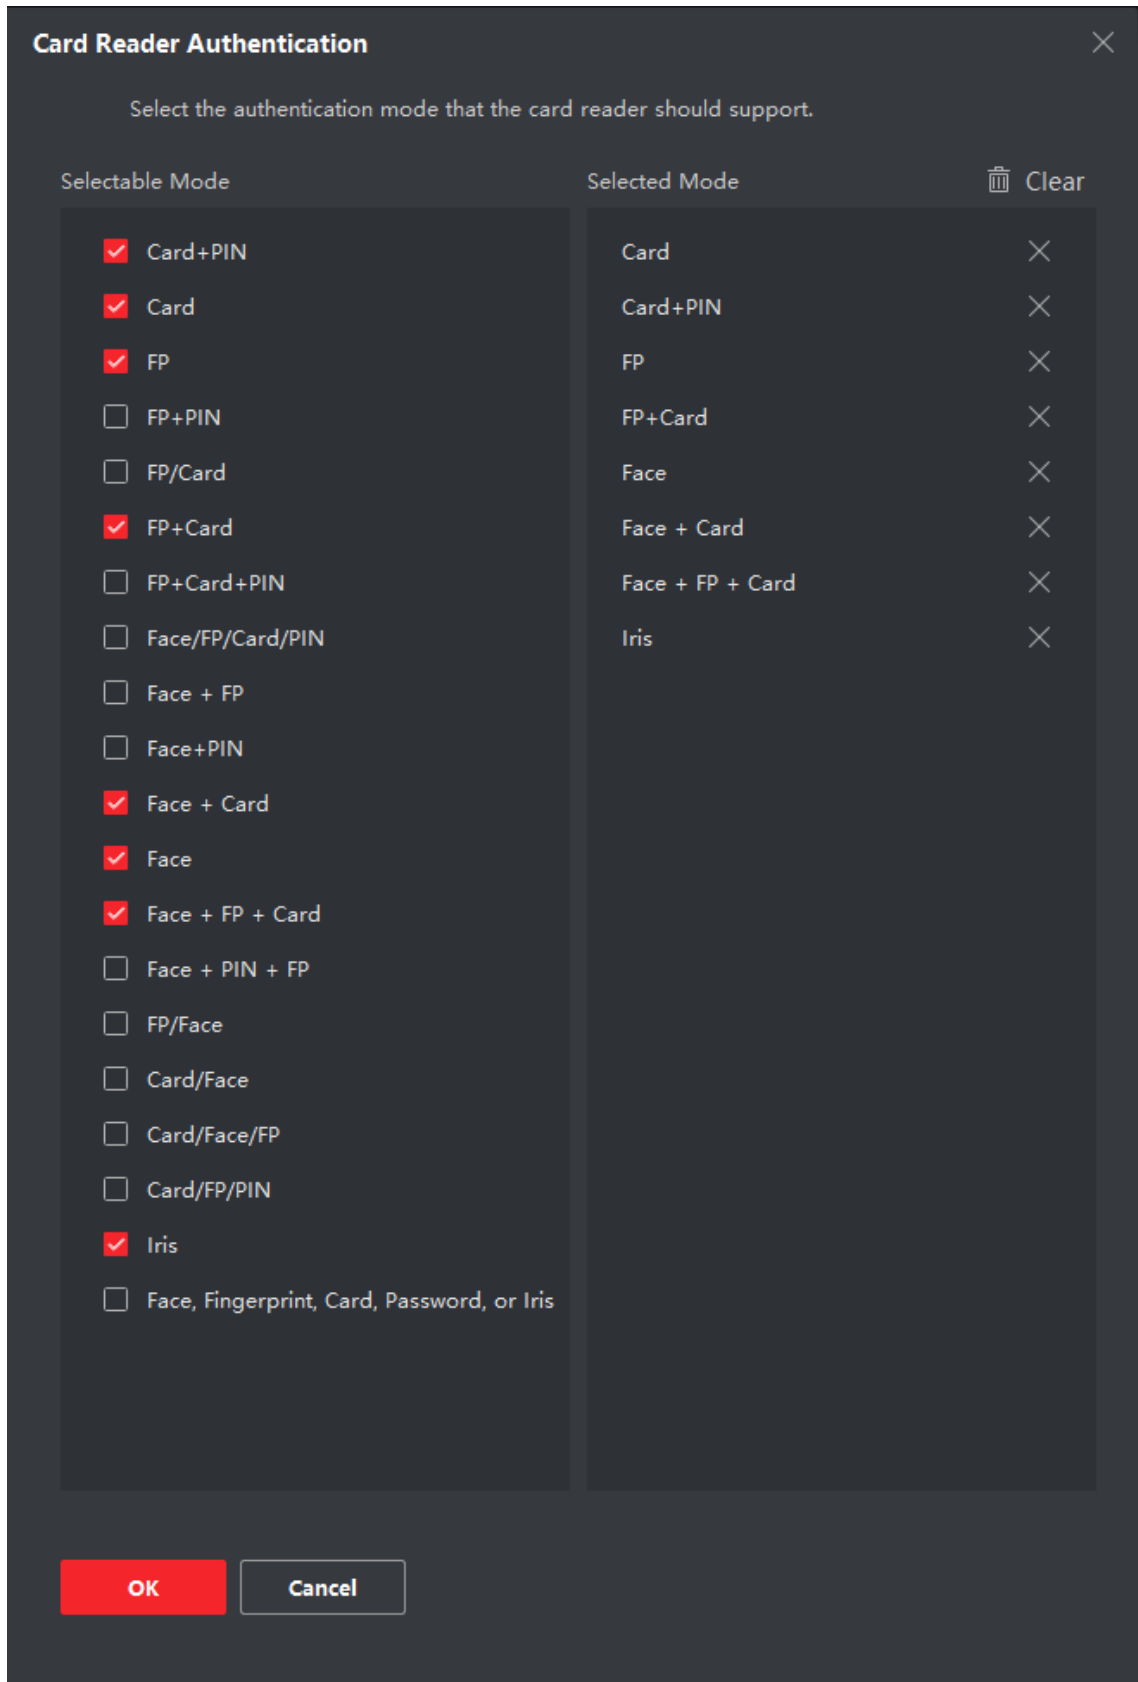 Card Reader Authentication
Select the authentication mode that the card reader should support.
Selectable Mode
Card+PIN
Card
FP
FP+PIN
FP/Card
FP+Card
FP+Card+PIN
Face/FP/Card/PIN
Face + FP
Face+PIN
Face + Card
Face
Face + FP + Card
Face + PIN + FP
FP/Face
Card/Face
Card/Face/FP
Card/FP/PIN
Iris
Face, Fingerprint, Card, Password, or Iris
Selected Mode
Clear
Card
Card+PIN
FP
FP+Card
Face
Face + Card
Face + FP + Card
Iris
OK
Cancel